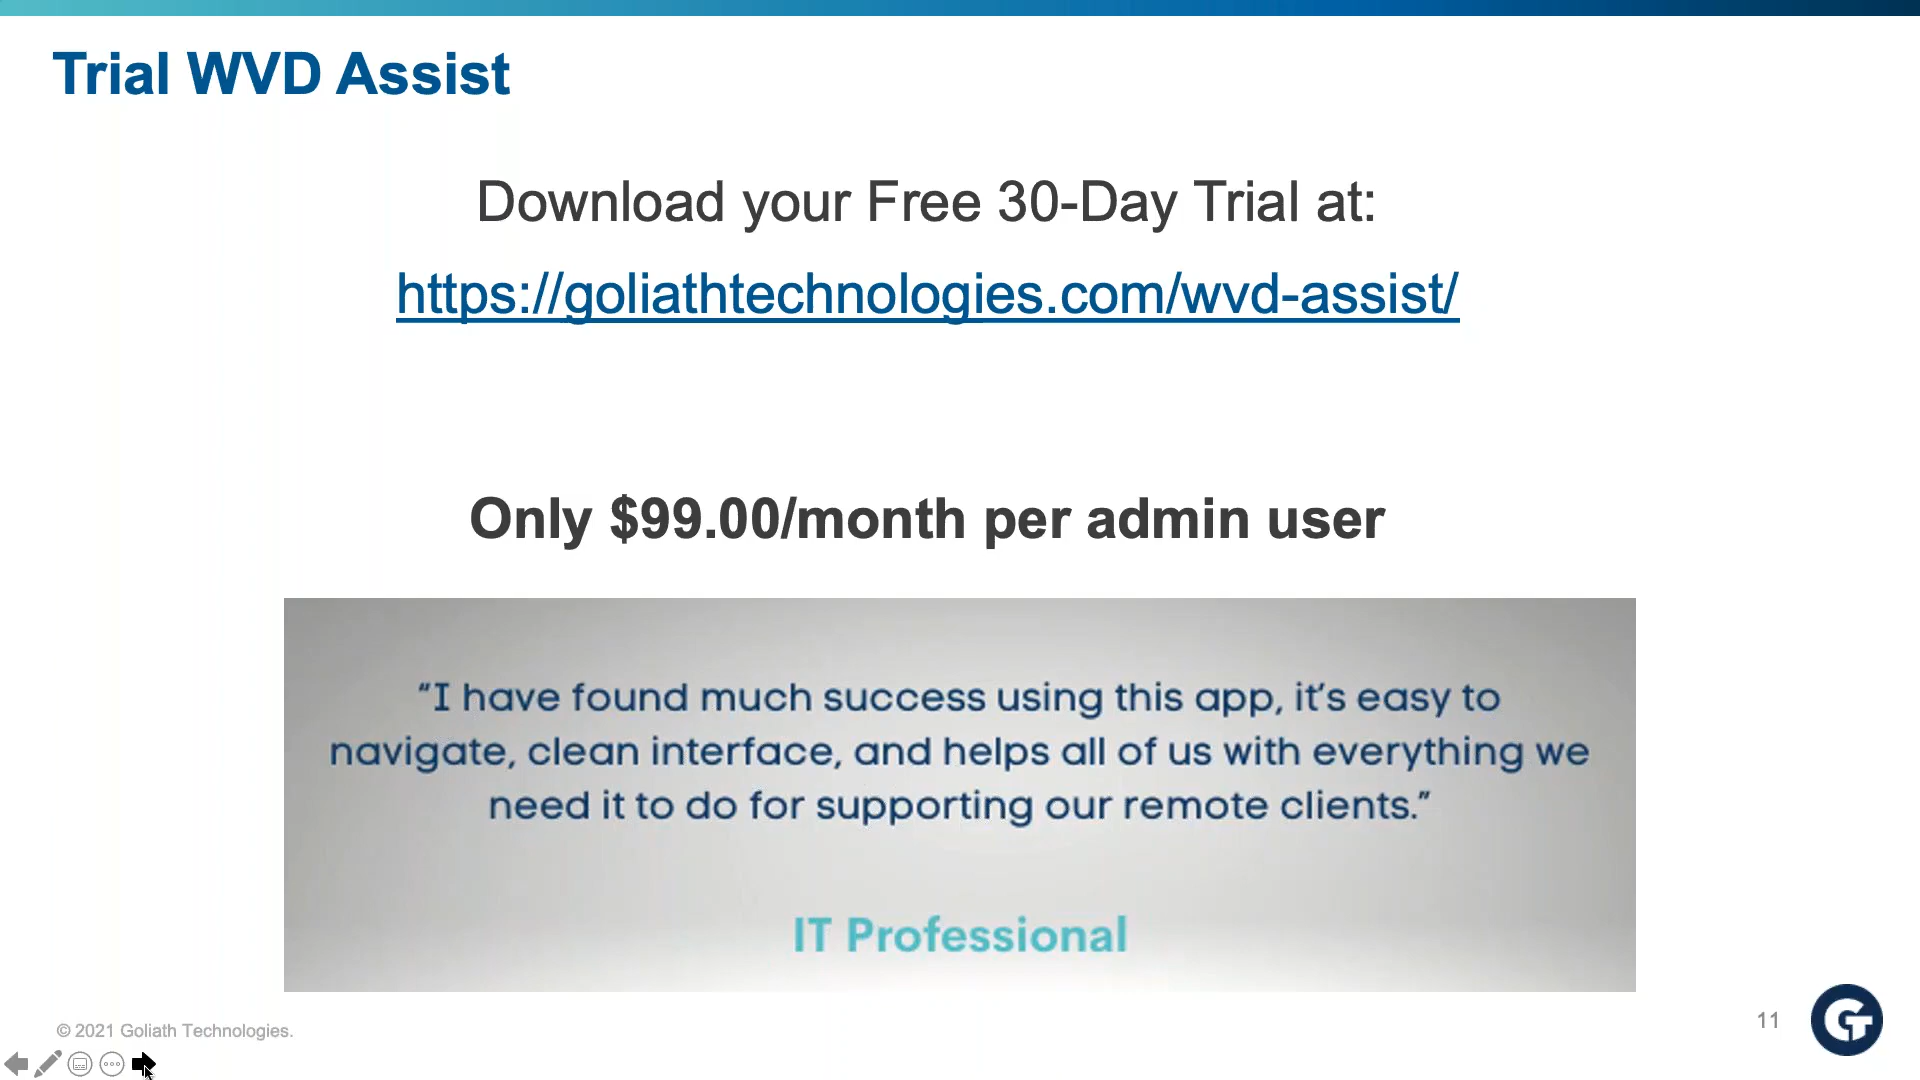 Trial WVD Assist
Download your Free 30-Day Trial at:
https://goliathtechnologies.com/wvd-assist/
Only $99.00/month per admin user
“I have found much success using this app, it’s easy to
navigate, clean interface, and helps all of us with everything we
need it to do for supporting our remote clients.”
IT Professional
© 2021 Goliath Technologies.
11